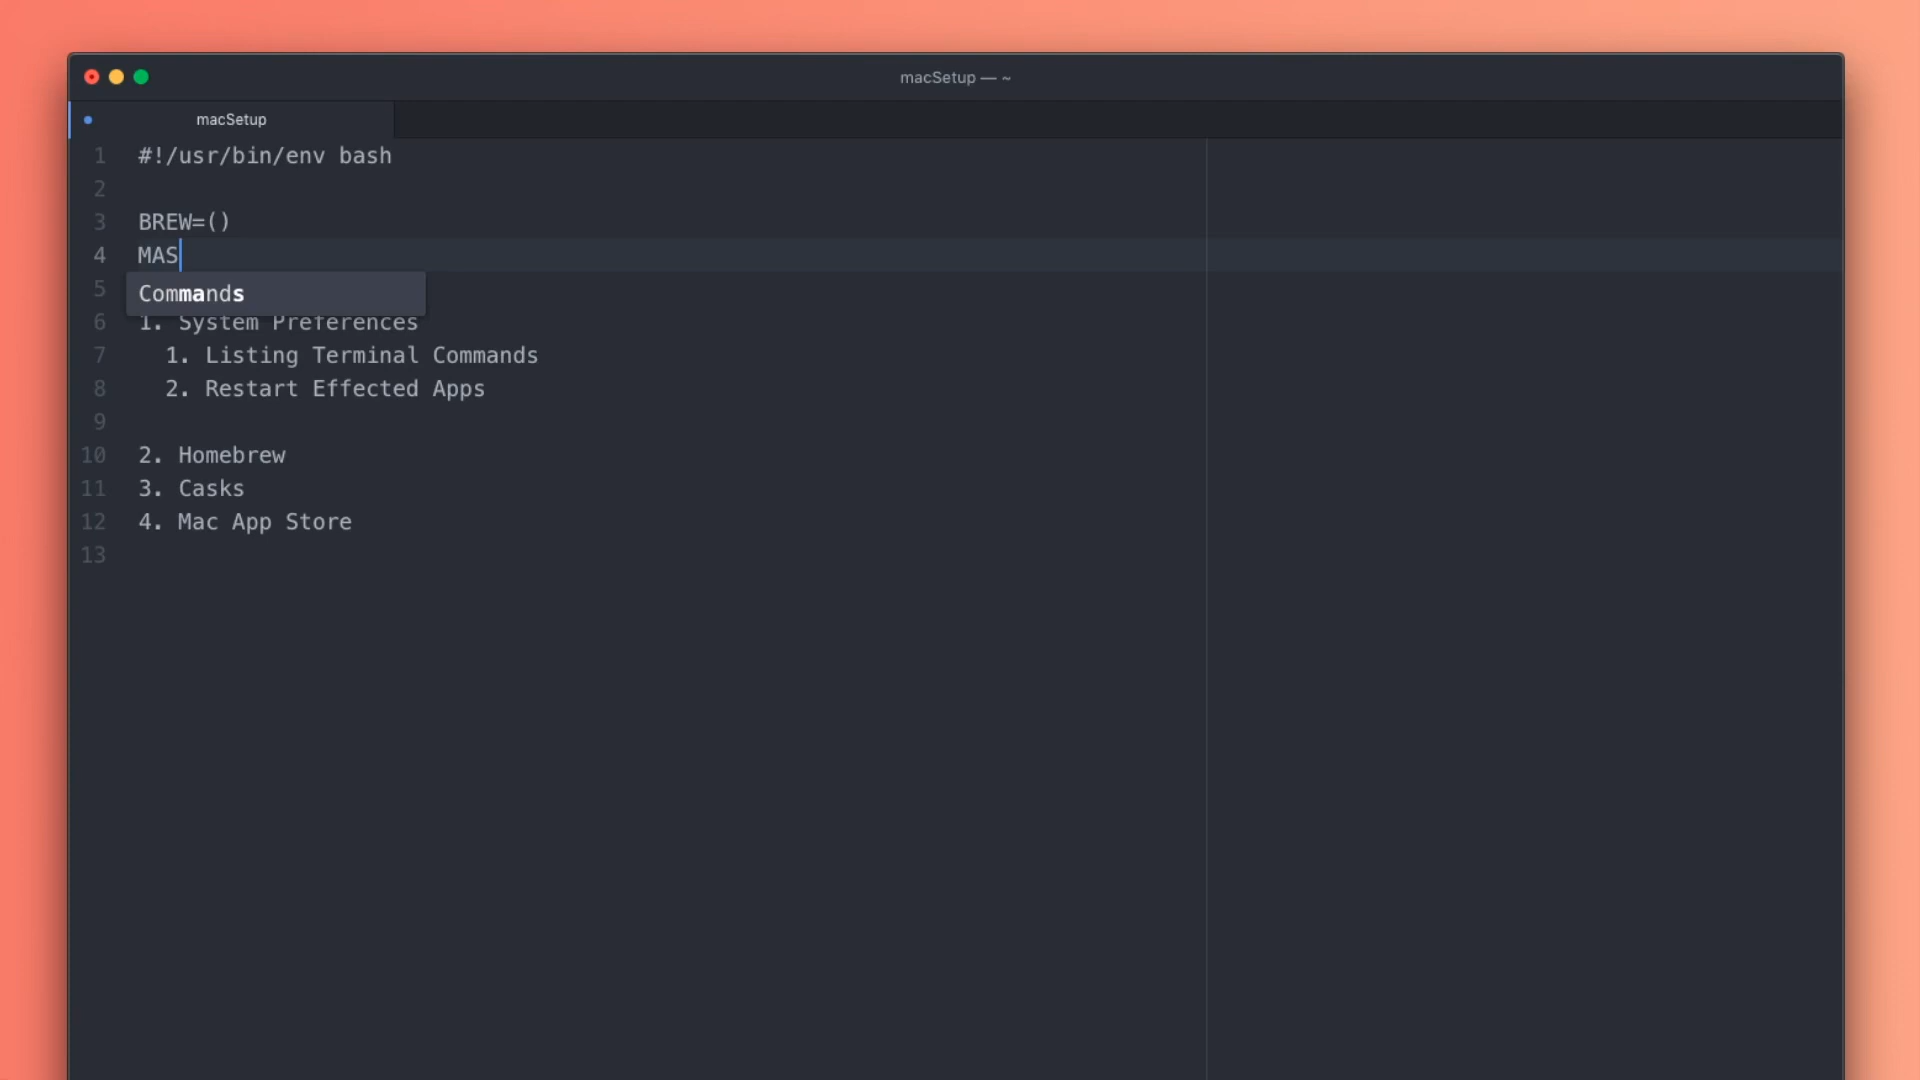 macSetup — ~
macSetup
1 #!/usr/bin/env bash
2
3 BREW=()
4 MAS
5
Commands
6 1. System Preferences
7 1. Listing Terminal Commands
8 2. Restart Effected Apps
9
10 2. Homebrew
11 3. Casks
12 4. Mac App Store
13